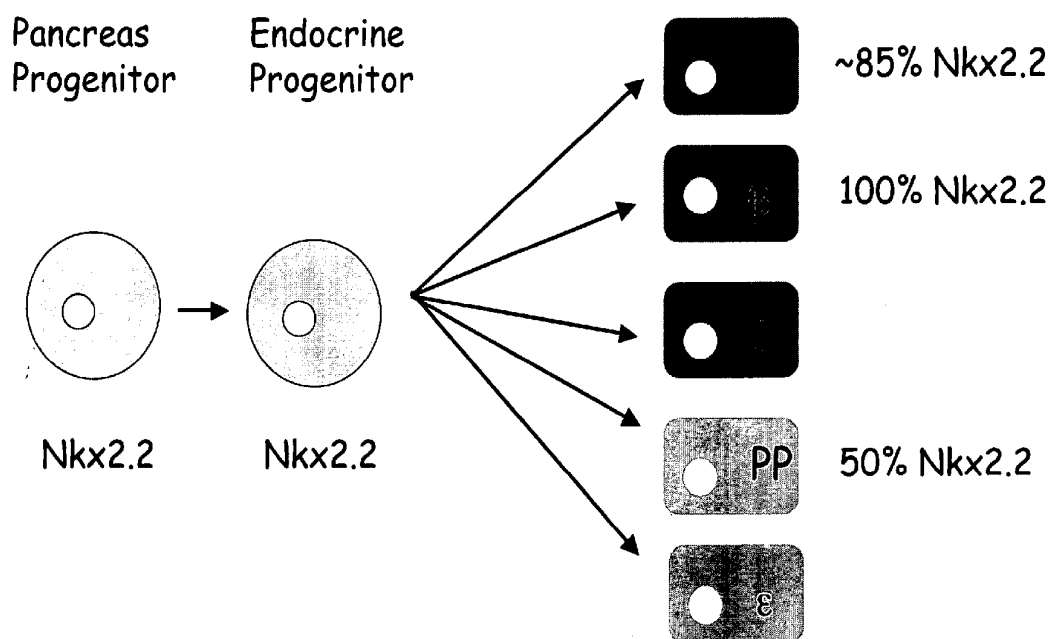 Pancreas
Progenitor
Endocrine
Progenitor
~85% Nkx2.2
100% Nkx2.2
β
Nkx2.2
Nkx2.2
PP
50% Nkx2.2
ε